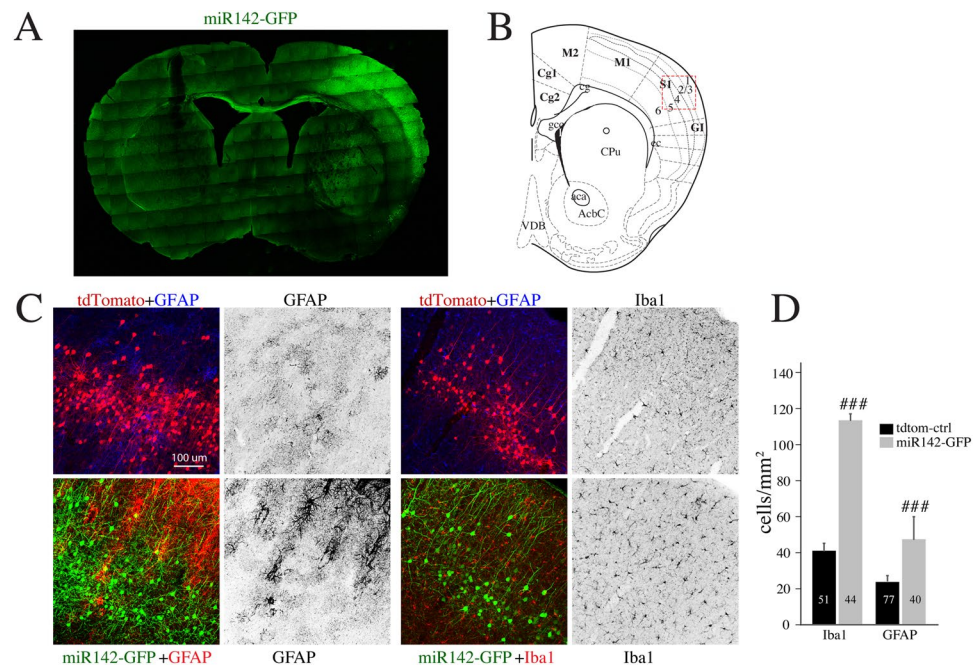 A
miR142-GFP
B
M2
M1
Cg1
Cg2
cg
S1
1
2/3
4
5
6
GI
gcc
ec
CPu
aca
AcbC
VDB
C
tdTomato+GFAP
GFAP
tdTomato+GFAP
Iba1
100 um
miR142-GFP+GFAP
GFAP
miR142-GFP+Iba1
Iba1
D
cells/mm²
140
120
100
80
60
40
20
0
###
###
tdtom-ctrl
miR142-GFP
51
44
77
40
Iba1
GFAP